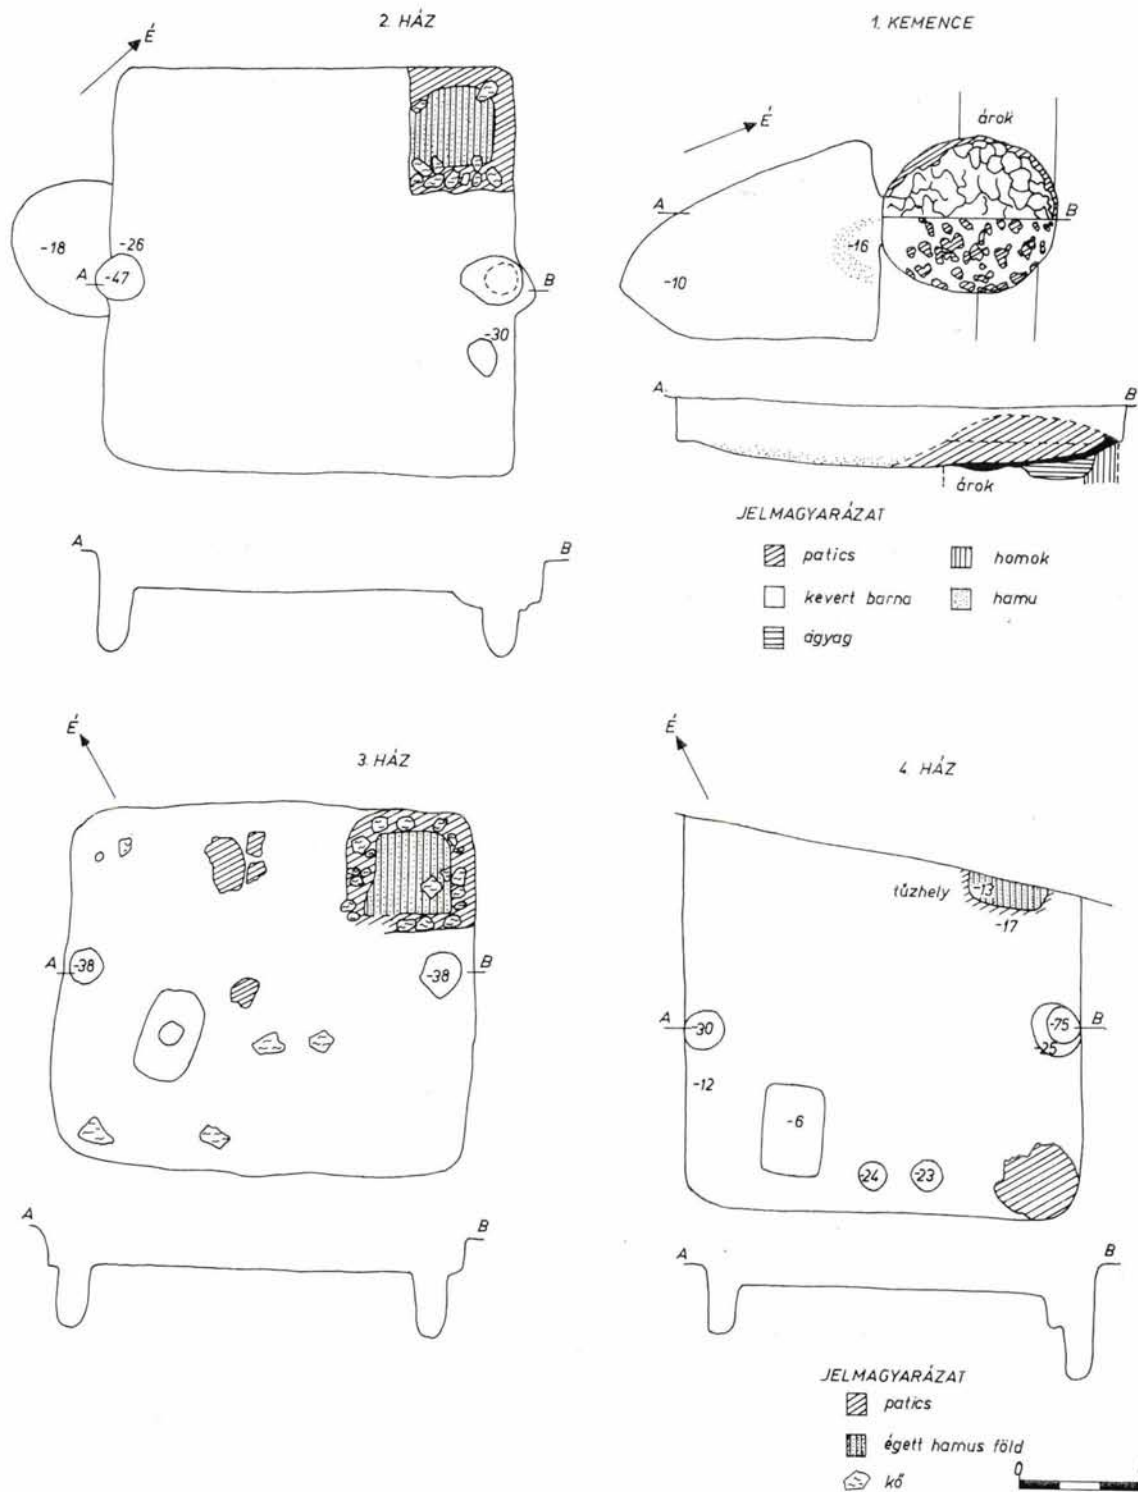 2. HÁZ
É
-18
-26
A
-47
B
-30
A
B
1. KEMENCE
É
árok
A
B
-16
-10
A.
B
árok
JELMAGYARÁZAT
patics
homok
kevert barna
hamu
ágyag
É
3. HÁZ
A
-38
-38
B
A
B
É
4. HÁZ
tűzhely
-13
-17
A
-30
-75
B
-25
-12
-6
-24
-23
A
B
JELMAGYARÁZAT
patics
égett hamus föld
kő
0